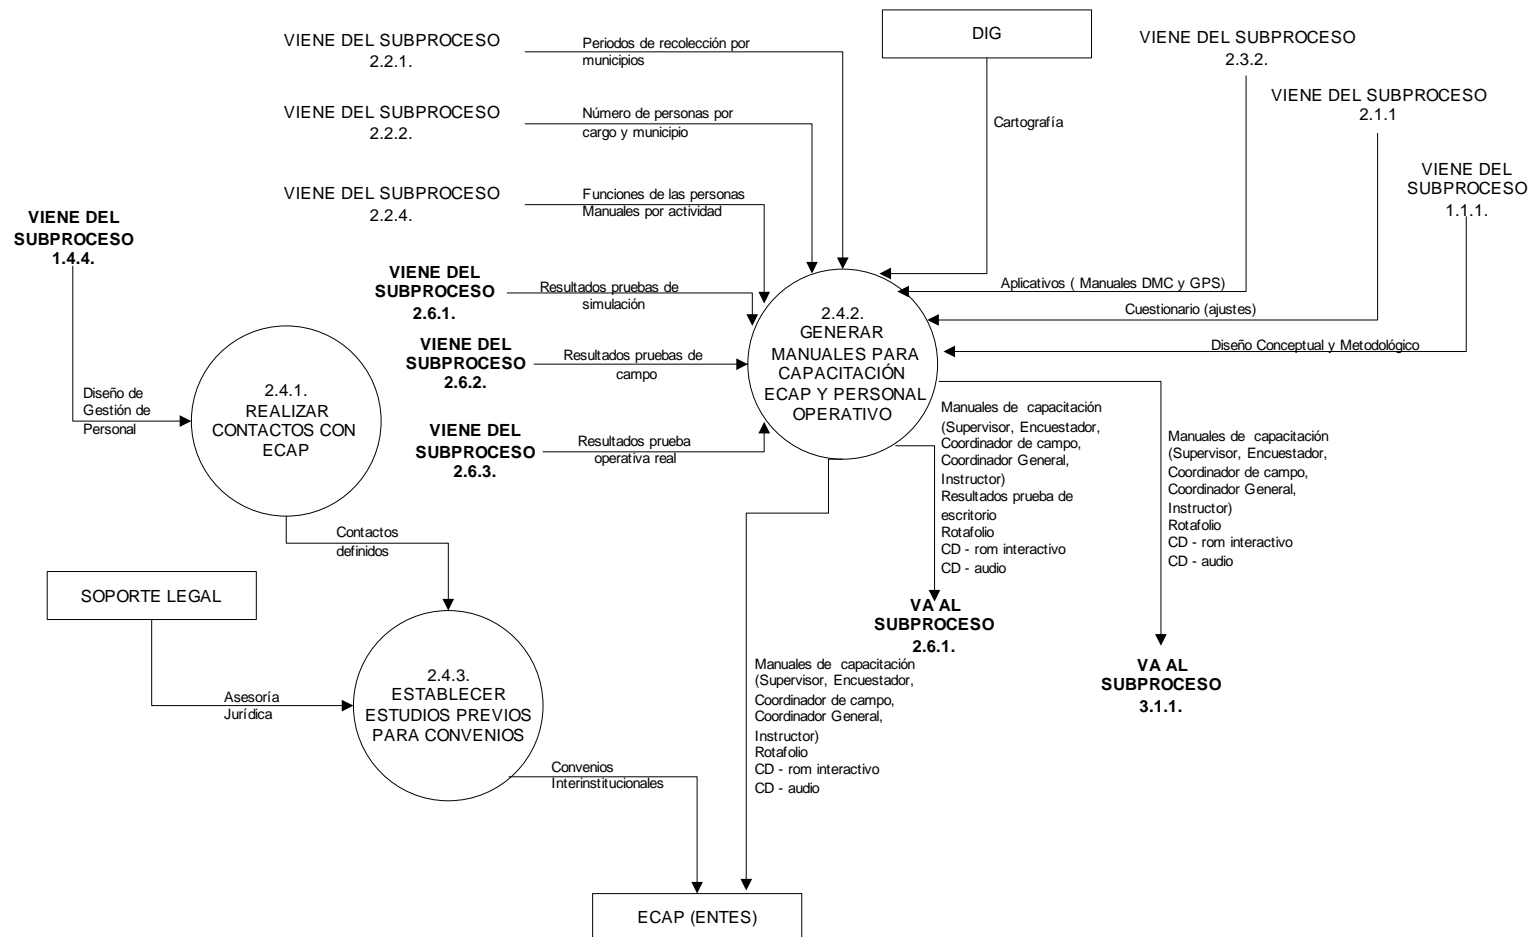 VIENE DEL SUBPROCESO
2.2.1.
Periodos de recolección por
municipios
DIG
VIENE DEL SUBPROCESO
2.3.2.
VIENE DEL SUBPROCESO
2.2.2.
Número de personas por
cargo y municipio
Cartografía
VIENE DEL SUBPROCESO
2.1.1
VIENE DEL SUBPROCESO
2.2.4.
Funciones de las personas
Manuales por actividad
VIENE DEL
SUBPROCESO
1.1.1.
VIENE DEL
SUBPROCESO
1.4.4.
VIENE DEL
SUBPROCESO
2.6.1.
Resultados pruebas de
simulación
Aplicativos ( Manuales DMC y GPS)
Cuestionario (ajustes)
Diseño Conceptual y Metodológico
2.4.2.
GENERAR
MANUALES PARA
CAPACITACIÓN
ECAP Y PERSONAL
OPERATIVO
VIENE DEL
SUBPROCESO
2.6.2.
Resultados pruebas de
campo
VIENE DEL
SUBPROCESO
2.6.3.
Resultados prueba
operativa real
Diseño de
Gestión de
Personal
2.4.1.
REALIZAR
CONTACTOS CON
ECAP
Manuales de capacitación
(Supervisor, Encuestador,
Coordinador de campo,
Coordinador General,
Instructor)
Resultados prueba de
escritorio
Rotafolio
CD - rom interactivo
CD - audio
Manuales de capacitación
(Supervisor, Encuestador,
Coordinador de campo,
Coordinador General,
Instructor)
Rotafolio
CD - rom interactivo
CD - audio
Contactos
definidos
SOPORTE LEGAL
VA AL
SUBPROCESO
2.6.1.
VA AL
SUBPROCESO
3.1.1.
Asesoría
Jurídica
2.4.3.
ESTABLECER
ESTUDIOS PREVIOS
PARA CONVENIOS
Manuales de capacitación
(Supervisor, Encuestador,
Coordinador de campo,
Coordinador General,
Instructor)
Rotafolio
CD - rom interactivo
CD - audio
Convenios
Interinstitucionales
ECAP (ENTES)